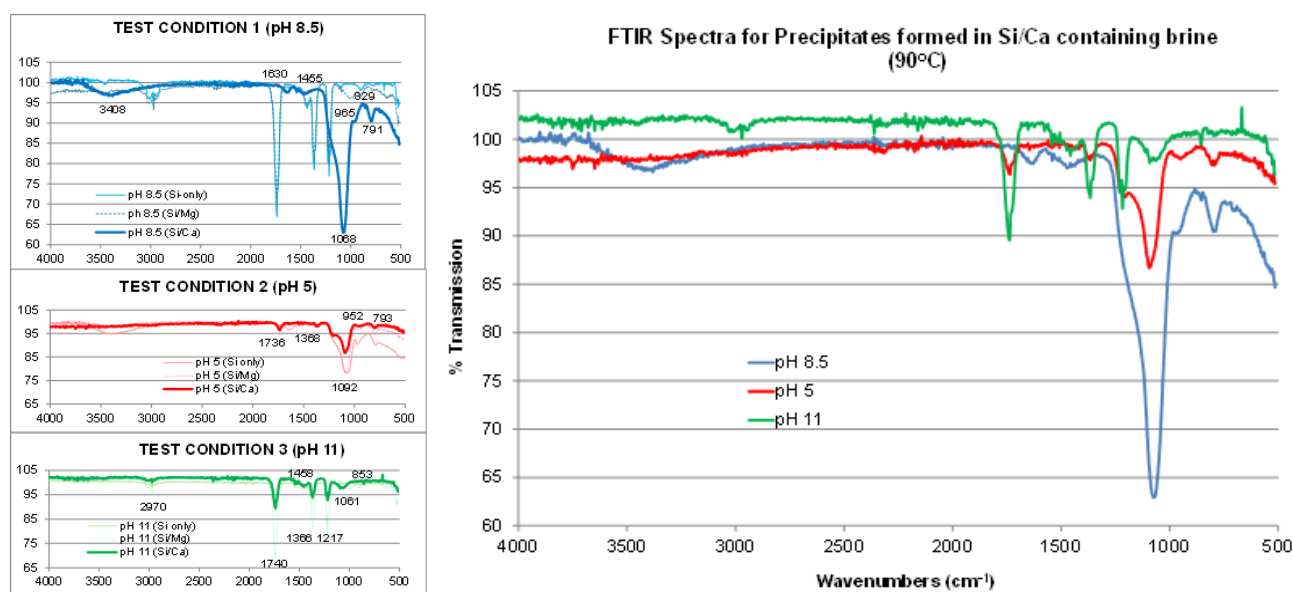 TEST CONDITION 1 (pH 8.5)
105
100
95
90
85
80
75
70
65
60
1630
1455
3408
829
965
791
1068
pH 8.5 (Si-only)
ph 8.5 (Si/Mg)
pH 8.5 (Si/Ca)
4000 3500 3000 2500 2000 1500 1000 500
TEST CONDITION 2 (pH 5)
105
95
85
75
65
952
793
1736
1368
1092
pH 5 (Si only)
pH 5 (Si/Mg)
pH 5 (Si/Ca)
4000 3500 3000 2500 2000 1500 1000 500
TEST CONDITION 3 (pH 11)
105
95
85
75
65
1458
853
2970
1061
1366
1217
1740
pH 11 (Si only)
pH 11 (Si/Mg)
pH 11 (Si/Ca)
4000 3500 3000 2500 2000 1500 1000 500
FTIR Spectra for Precipitates formed in Si/Ca containing brine
(90°C)
% Transmission
105
100
95
90
85
80
75
70
65
60
pH 8.5
pH 5
pH 11
4000 3500 3000 2500 2000 1500 1000 500
Wavenumbers (cm⁻¹)